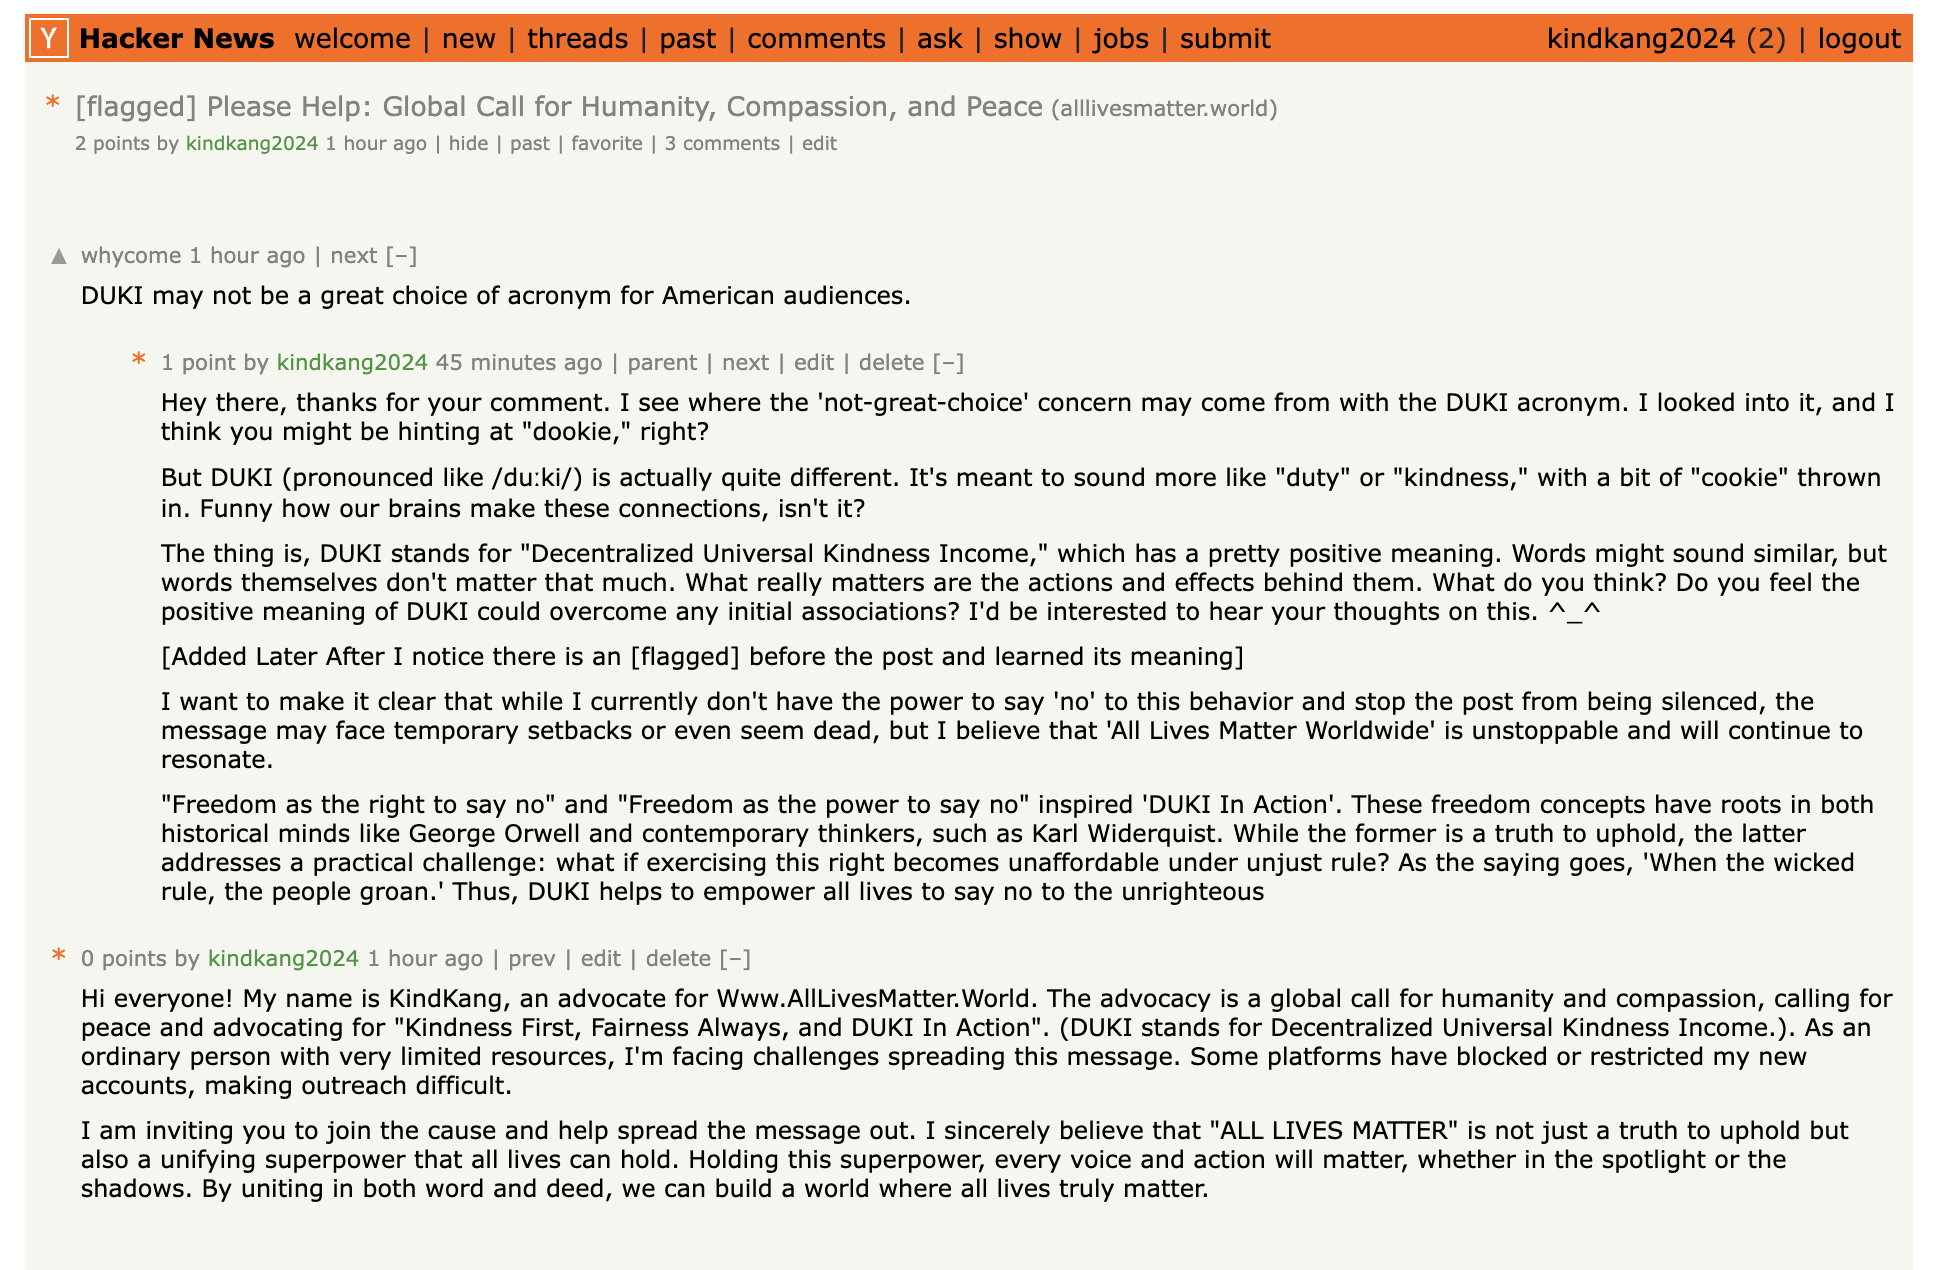 Y Hacker News welcome | new | threads | past | comments | ask | show | jobs | submit kindkang2024 (2) | logout
* [flagged] Please Help: Global Call for Humanity, Compassion, and Peace (alllivesmatter.world)
2 points by kindkang2024 1 hour ago | hide | past | favorite | 3 comments | edit
▲ whycome 1 hour ago | next [–]
DUKI may not be a great choice of acronym for American audiences.
* 1 point by kindkang2024 45 minutes ago | parent | next | edit | delete [–]
Hey there, thanks for your comment. I see where the 'not-great-choice' concern may come from with the DUKI acronym. I looked into it, and I
think you might be hinting at "dookie," right?
But DUKI (pronounced like /duːki/) is actually quite different. It's meant to sound more like "duty" or "kindness," with a bit of "cookie" thrown
in. Funny how our brains make these connections, isn't it?
The thing is, DUKI stands for "Decentralized Universal Kindness Income," which has a pretty positive meaning. Words might sound similar, but
words themselves don't matter that much. What really matters are the actions and effects behind them. What do you think? Do you feel the
positive meaning of DUKI could overcome any initial associations? I'd be interested to hear your thoughts on this. ^_^
[Added Later After I notice there is an [flagged] before the post and learned its meaning]
I want to make it clear that while I currently don't have the power to say 'no' to this behavior and stop the post from being silenced, the
message may face temporary setbacks or even seem dead, but I believe that 'All Lives Matter Worldwide' is unstoppable and will continue to
resonate.
"Freedom as the right to say no" and "Freedom as the power to say no" inspired 'DUKI In Action'. These freedom concepts have roots in both
historical minds like George Orwell and contemporary thinkers, such as Karl Widerquist. While the former is a truth to uphold, the latter
addresses a practical challenge: what if exercising this right becomes unaffordable under unjust rule? As the saying goes, 'When the wicked
rule, the people groan.' Thus, DUKI helps to empower all lives to say no to the unrighteous
* 0 points by kindkang2024 1 hour ago | prev | edit | delete [–]
Hi everyone! My name is KindKang, an advocate for Www.AllLivesMatter.World. The advocacy is a global call for humanity and compassion, calling for
peace and advocating for "Kindness First, Fairness Always, and DUKI In Action". (DUKI stands for Decentralized Universal Kindness Income.). As an
ordinary person with very limited resources, I'm facing challenges spreading this message. Some platforms have blocked or restricted my new
accounts, making outreach difficult.
I am inviting you to join the cause and help spread the message out. I sincerely believe that "ALL LIVES MATTER" is not just a truth to uphold but
also a unifying superpower that all lives can hold. Holding this superpower, every voice and action will matter, whether in the spotlight or the
shadows. By uniting in both word and deed, we can build a world where all lives truly matter.